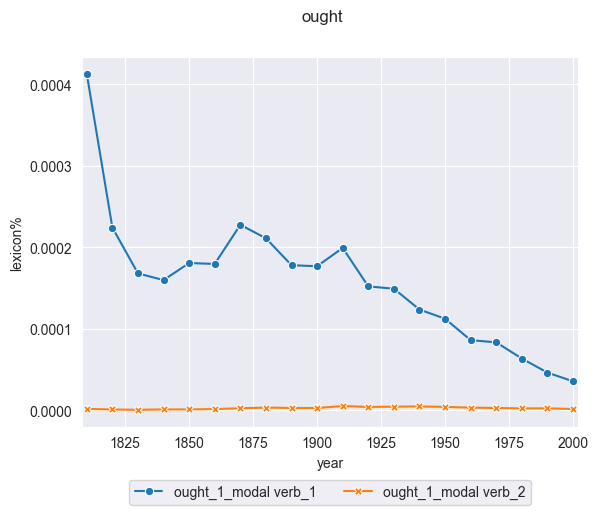 ought
0.0004
0.0003
0.0002
0.0001
0.0000
lexicon%
1825 1850 1875 1900 1925 1950 1975 2000
year
ought_1_modal verb_1 ought_1_modal verb_2